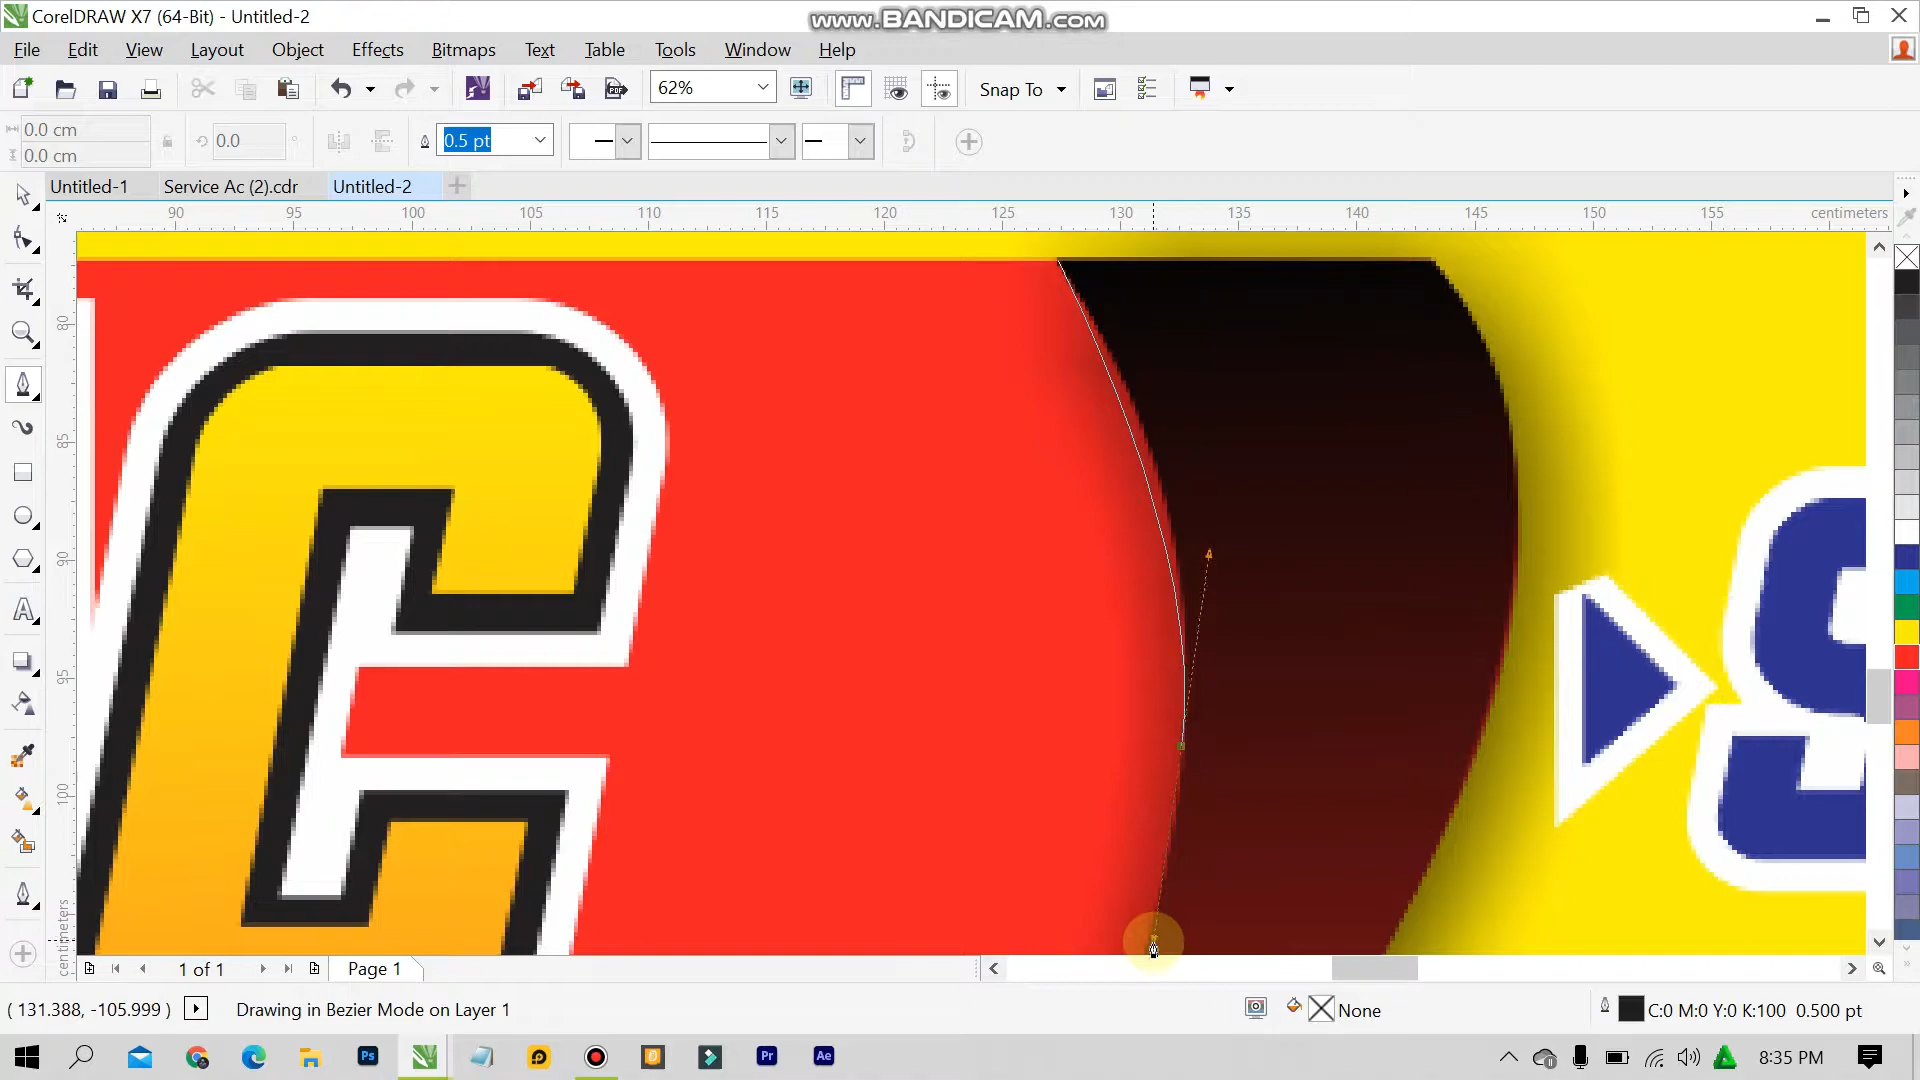 CorelDRAW X7 (64-Bit) - Untitled-2
www.BANDICAM.com
File Edit View Layout Object Effects Bitmaps Text Table Tools Window Help
62% Snap To
0.0 cm
0.0 cm
0.0 °
0.5 pt
Untitled-1 Service Ac (2).cdr Untitled-2
90 95 100 105 110 115 120 125 130 135 140 145 150 155 centimeters
80
85
90
95
100
centimeters
1 of 1 Page 1
( 131.388, -105.999 ) Drawing in Bezier Mode on Layer 1 None C:0 M:0 Y:0 K:100 0.500 pt
Ps Pr Ae 8:35 PM